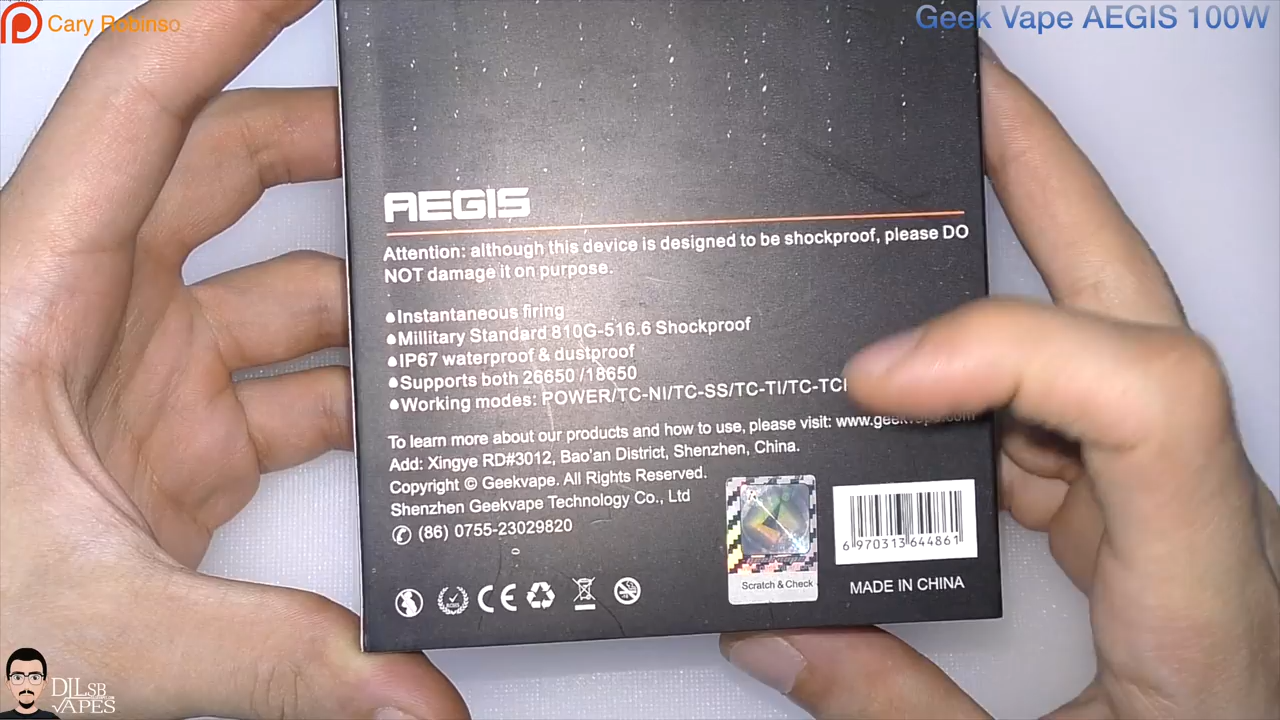 Cary Robinso
Geek Vape AEGIS 100W
AEGIS
Attention: although this device is designed to be shockproof, please DO
NOT damage it on purpose.
Instantaneous firing
Millitary Standard 810G-516.6 Shockproof
IP67 waterproof & dustproof
Supports both 26650 /18650
Working modes: POWER/TC-NI/TC-SS/TC-TI/TC-TC
To learn more about our products and how to use, please visit:
Add: Xingye RD#3012, Bao'an District, Shenzhen, China.
Copyright © Geekvape. All Rights Reserved.
Shenzhen Geekvape Technology Co., Ltd
(86) 0755-23029820
Scratch & Check
6 970313 644861
MADE IN CHINA
CE
DJLSB
VAPES